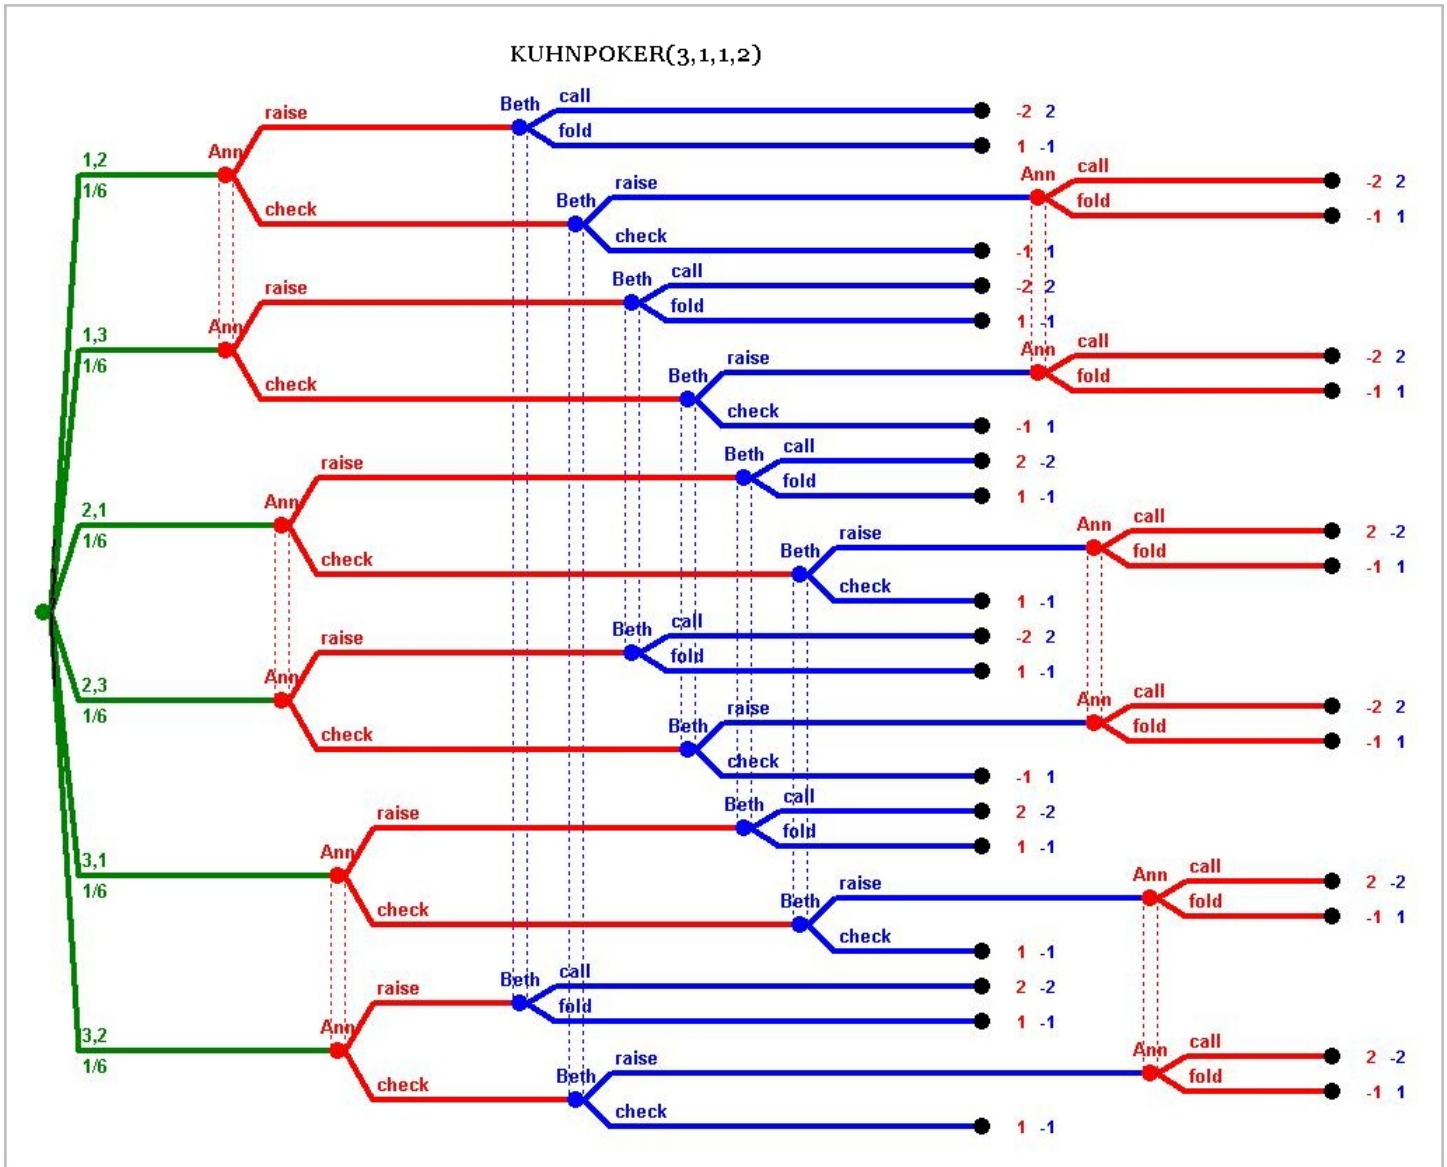 KUHNPOKER(3,1,1,2)
Beth call
raise -2 2
fold
Ann 1 -1
1,2 call
1/6 raise Ann -2 2
check Beth fold
-1 1
check
-1 1
Beth call
raise -2 2
fold
Ann 1 -1
1,3 call
1/6 raise Ann -2 2
check Beth fold
-1 1
check
-1 1
Beth call
raise 2 -2
fold
Ann 1 -1
2,1 call
1/6 raise Ann 2 -2
check Beth fold
-1 1
check
1 -1
Beth call
raise -2 2
fold
Ann 1 -1
2,3 call
1/6 raise Ann -2 2
check Beth fold
-1 1
check
-1 1
Beth call
raise 2 -2
fold
Ann 1 -1
3,1 call
1/6 raise Ann 2 -2
check Beth fold
-1 1
check
1 -1
Beth call
raise 2 -2
fold
Ann 1 -1
3,2 call
1/6 raise Ann 2 -2
check Beth fold
-1 1
check
1 -1